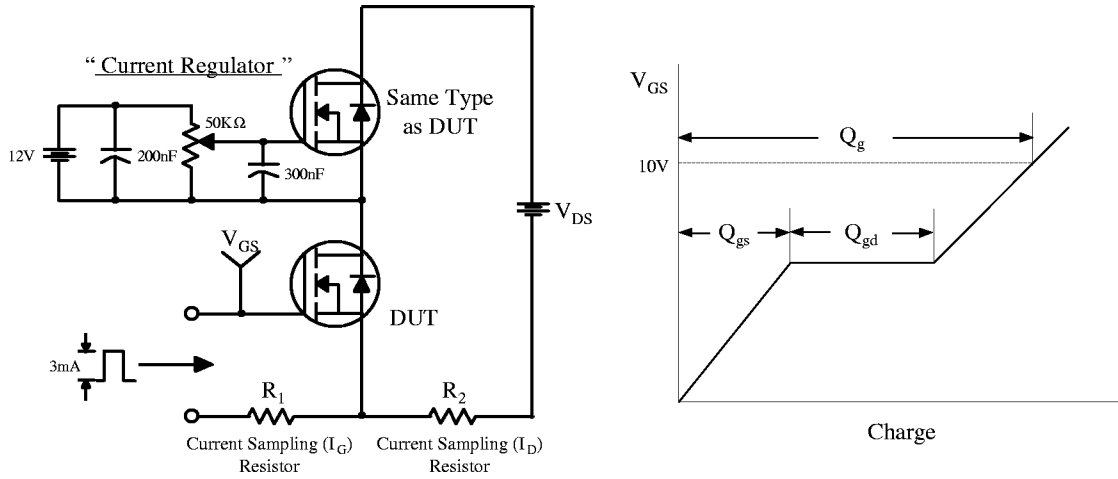 “ Current Regulator ”
12V
200nF
50KΩ
300nF
Same Type
as DUT
V_DS
V_GS
DUT
3mA
R_1
R_2
Current Sampling (I_G)
Resistor
Current Sampling (I_D)
Resistor
V_GS
10V
Q_g
Q_gs
Q_gd
Charge